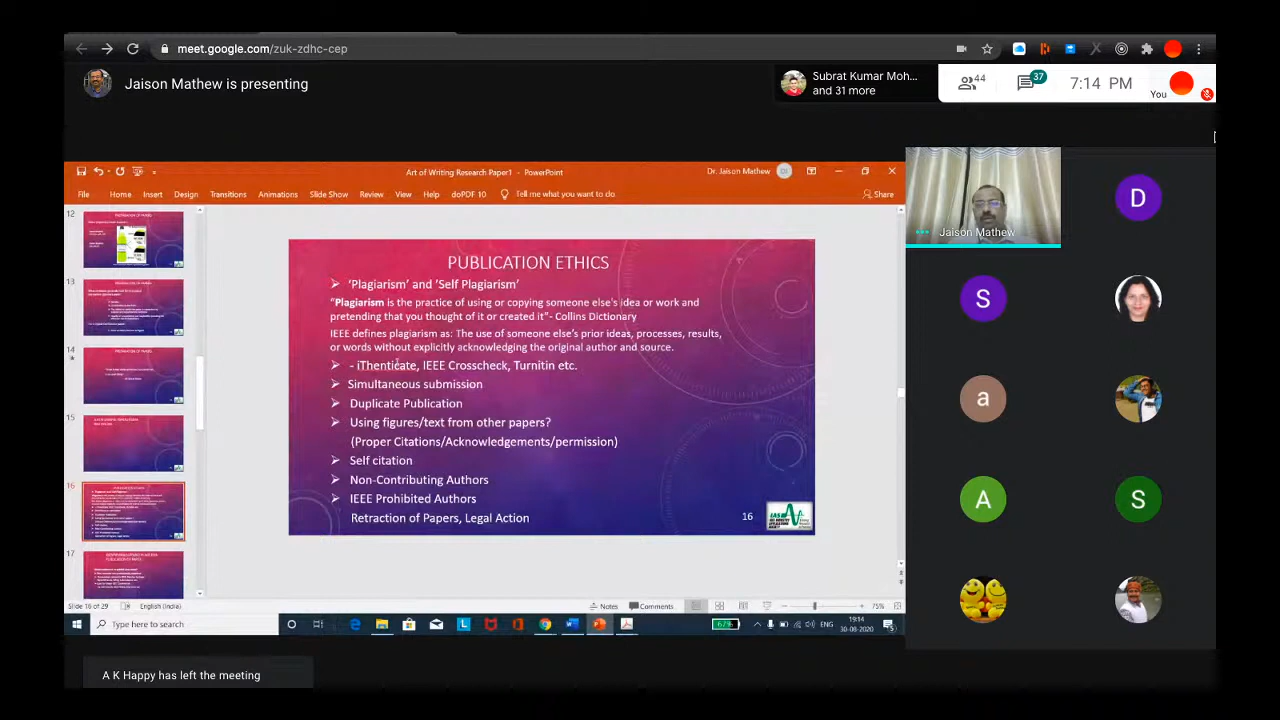 meet.google.com/zuk-zdhc-cep
Jaison Mathew is presenting
Subrat Kumar Moh...
and 31 more
44
37
7:14 PM
You
Art of Writing Research Paper1 - PowerPoint
Dr. Jaison Mathew
File Home Insert Design Transitions Animations Slide Show Review View Help doPDF 10 Tell me what you want to do
Share
12
13
14
15
16
17
PUBLICATION ETHICS
'Plagiarism' and 'Self Plagiarism'
"Plagiarism is the practice of using or copying someone else's idea or work and
pretending that you thought of it or created it"- Collins Dictionary
IEEE defines plagiarism as: The use of someone else's prior ideas, processes, results,
or words without explicitly acknowledging the original author and source.
- iThenticate, IEEE Crosscheck, Turnitin etc.
Simultaneous submission
Duplicate Publication
Using figures/text from other papers?
(Proper Citations/Acknowledgements/permission)
Self citation
Non-Contributing Authors
IEEE Prohibited Authors
Retraction of Papers, Legal Action
16
Jaison Mathew
D
S
a
A
S
Slide 16 of 29 English (India)
Notes Comments 75%
Type here to search
67%
ENG
19:14
30-08-2020
A K Happy has left the meeting